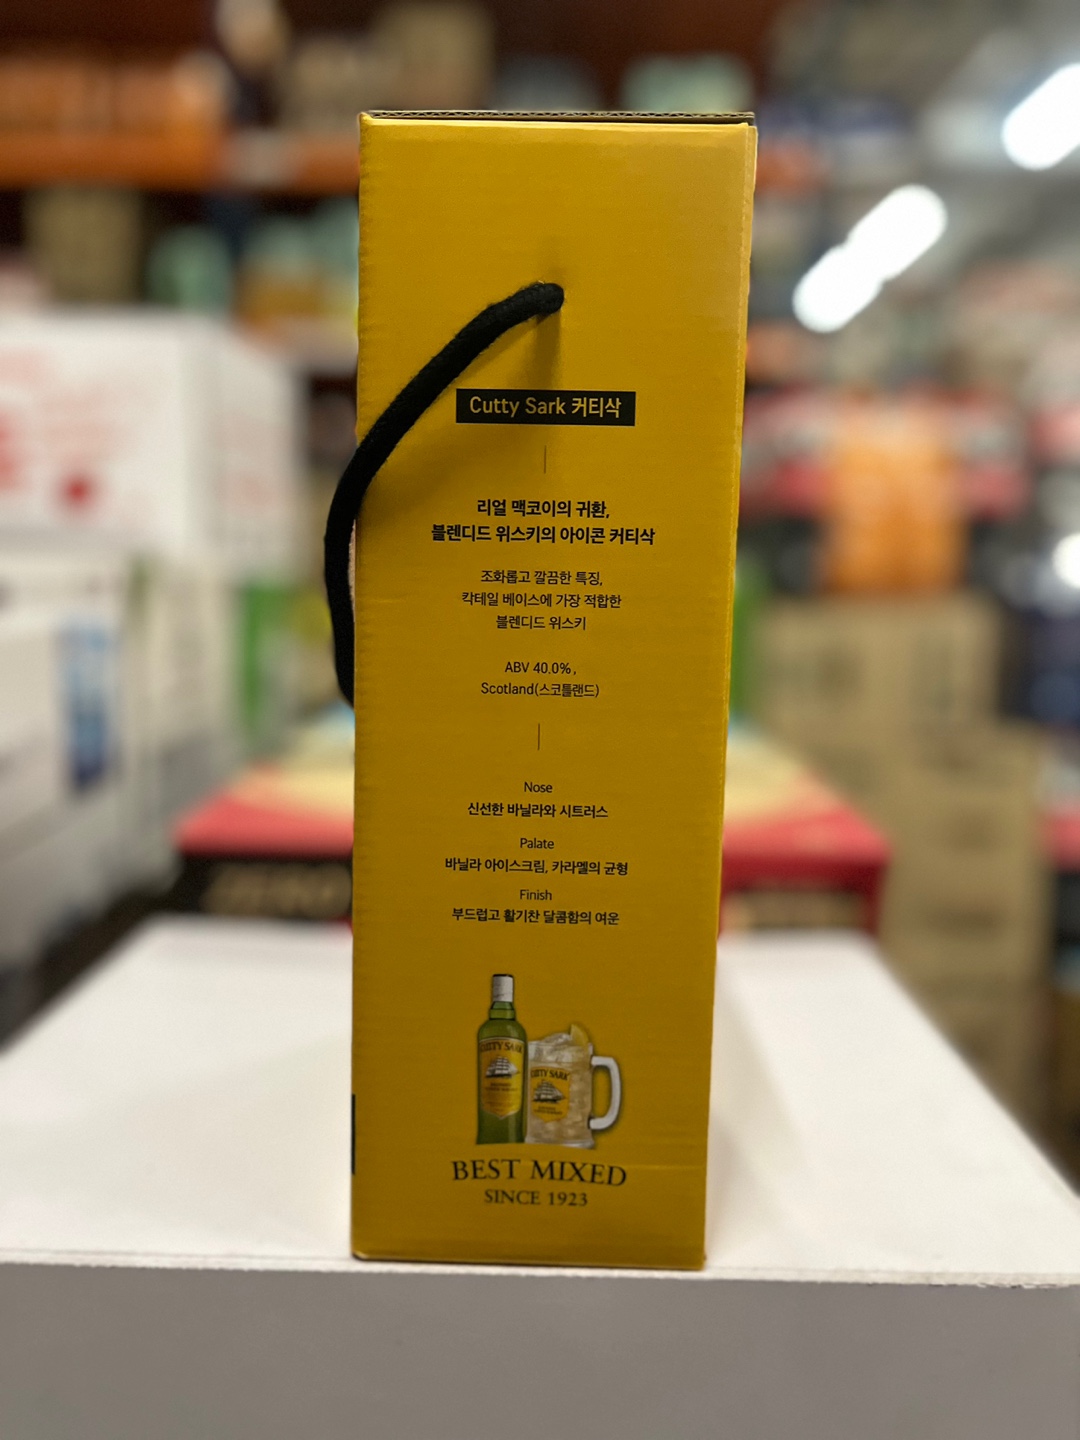 Cutty Sark 커티삭
리얼 맥코이의 귀환,
블렌디드 위스키의 아이콘 커티삭
조화롭고 깔끔한 특징,
칵테일 베이스에 가장 적합한
블렌디드 위스키
ABV 40.0%,
Scotland(스코틀랜드)
Nose
신선한 바닐라와 시트러스
Palate
바닐라 아이스크림, 카라멜의 균형
Finish
부드럽고 활기찬 달콤함의 여운
CUTTY SARK
CUTTY SARK
BEST MIXED
SINCE 1923
ZERO